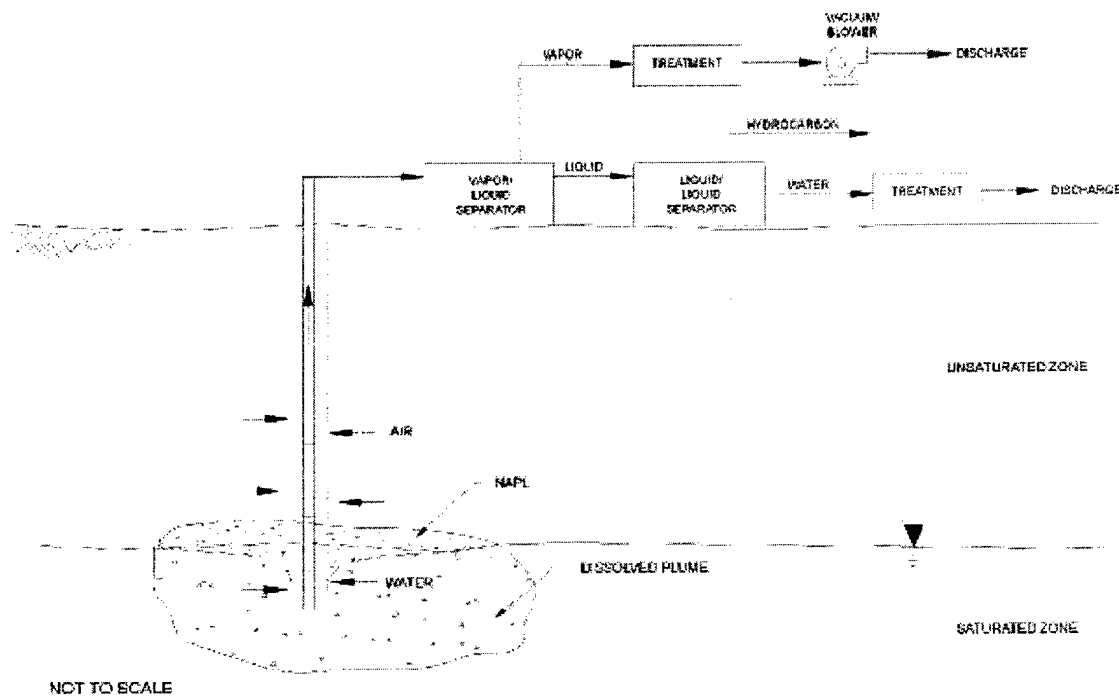 VACUUM/
BLOWER
VAPOR
TREATMENT
DISCHARGE
HYDROCARBON
VAPOR/
LIQUID
SEPARATOR
LIQUID
LIQUID/
LIQUID
SEPARATOR
WATER
TREATMENT
DISCHARGE
UNSATURATED ZONE
AIR
NAPL
DISSOLVED PLUME
WATER
SATURATED ZONE
NOT TO SCALE